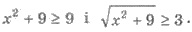 x² + 9 ≥ 9 i √(x² + 9) ≥ 3.